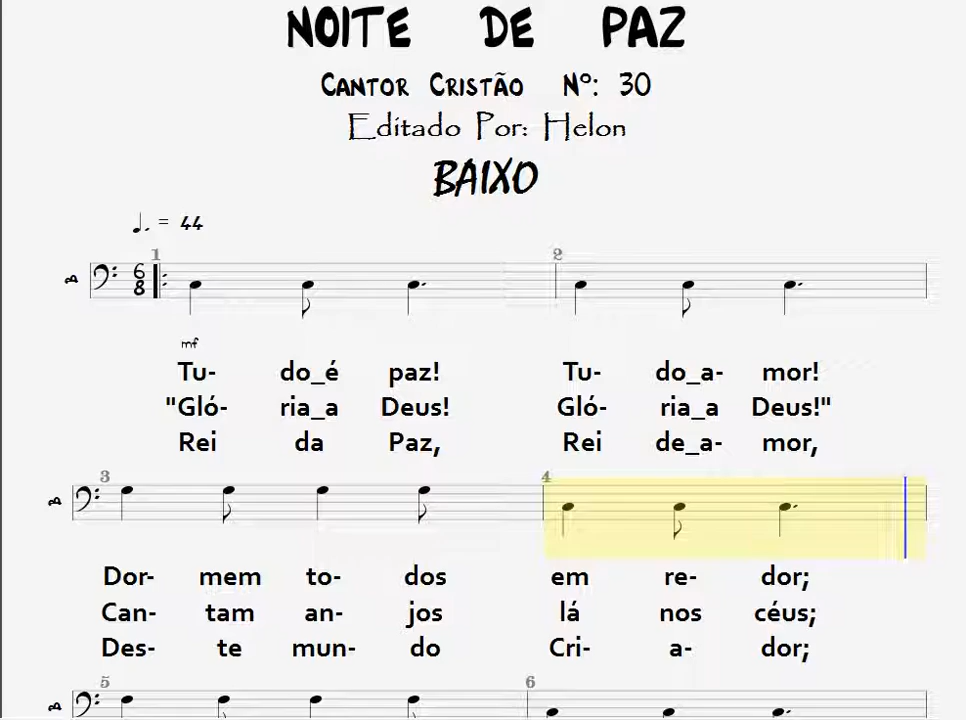 NOITE DE PAZ
CANTOR CRISTÃO Nº: 30
Editado Por: Helon
BAIXO
= 44
1 2
B 6 8
mf
Tu- do_é paz! Tu- do_a- mor!
"Gló- ria_a Deus! Gló- ria_a Deus!"
Rei da Paz, Rei de_a- mor,
3 4
B
Dor- mem to- dos em re- dor;
Can- tam an- jos lá nos céus;
Des- te mun- do Cri- a- dor;
5 6
B